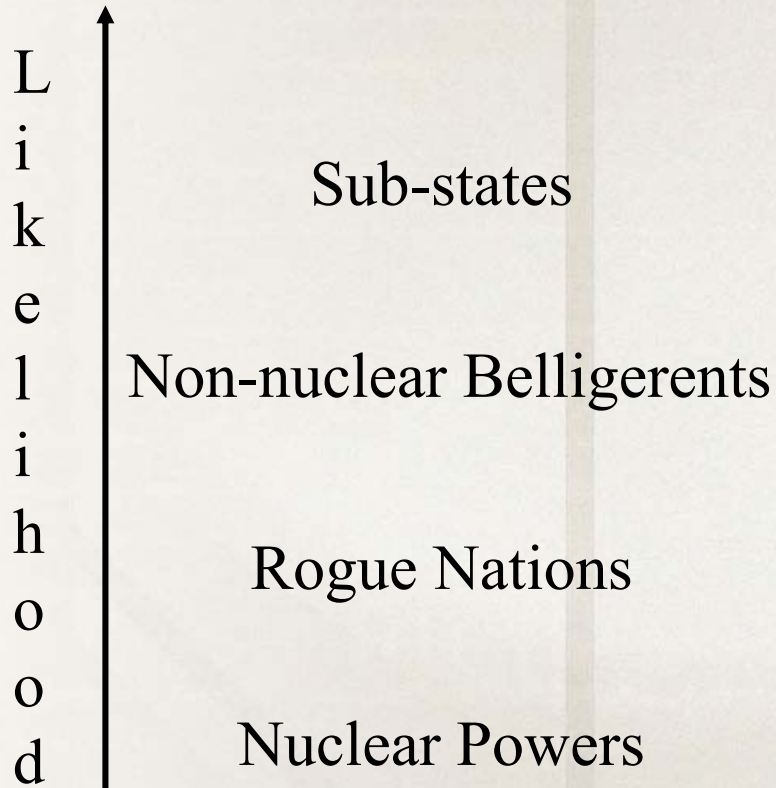 Likelihood
Sub-states
Non-nuclear Belligerents
Rogue Nations
Nuclear Powers